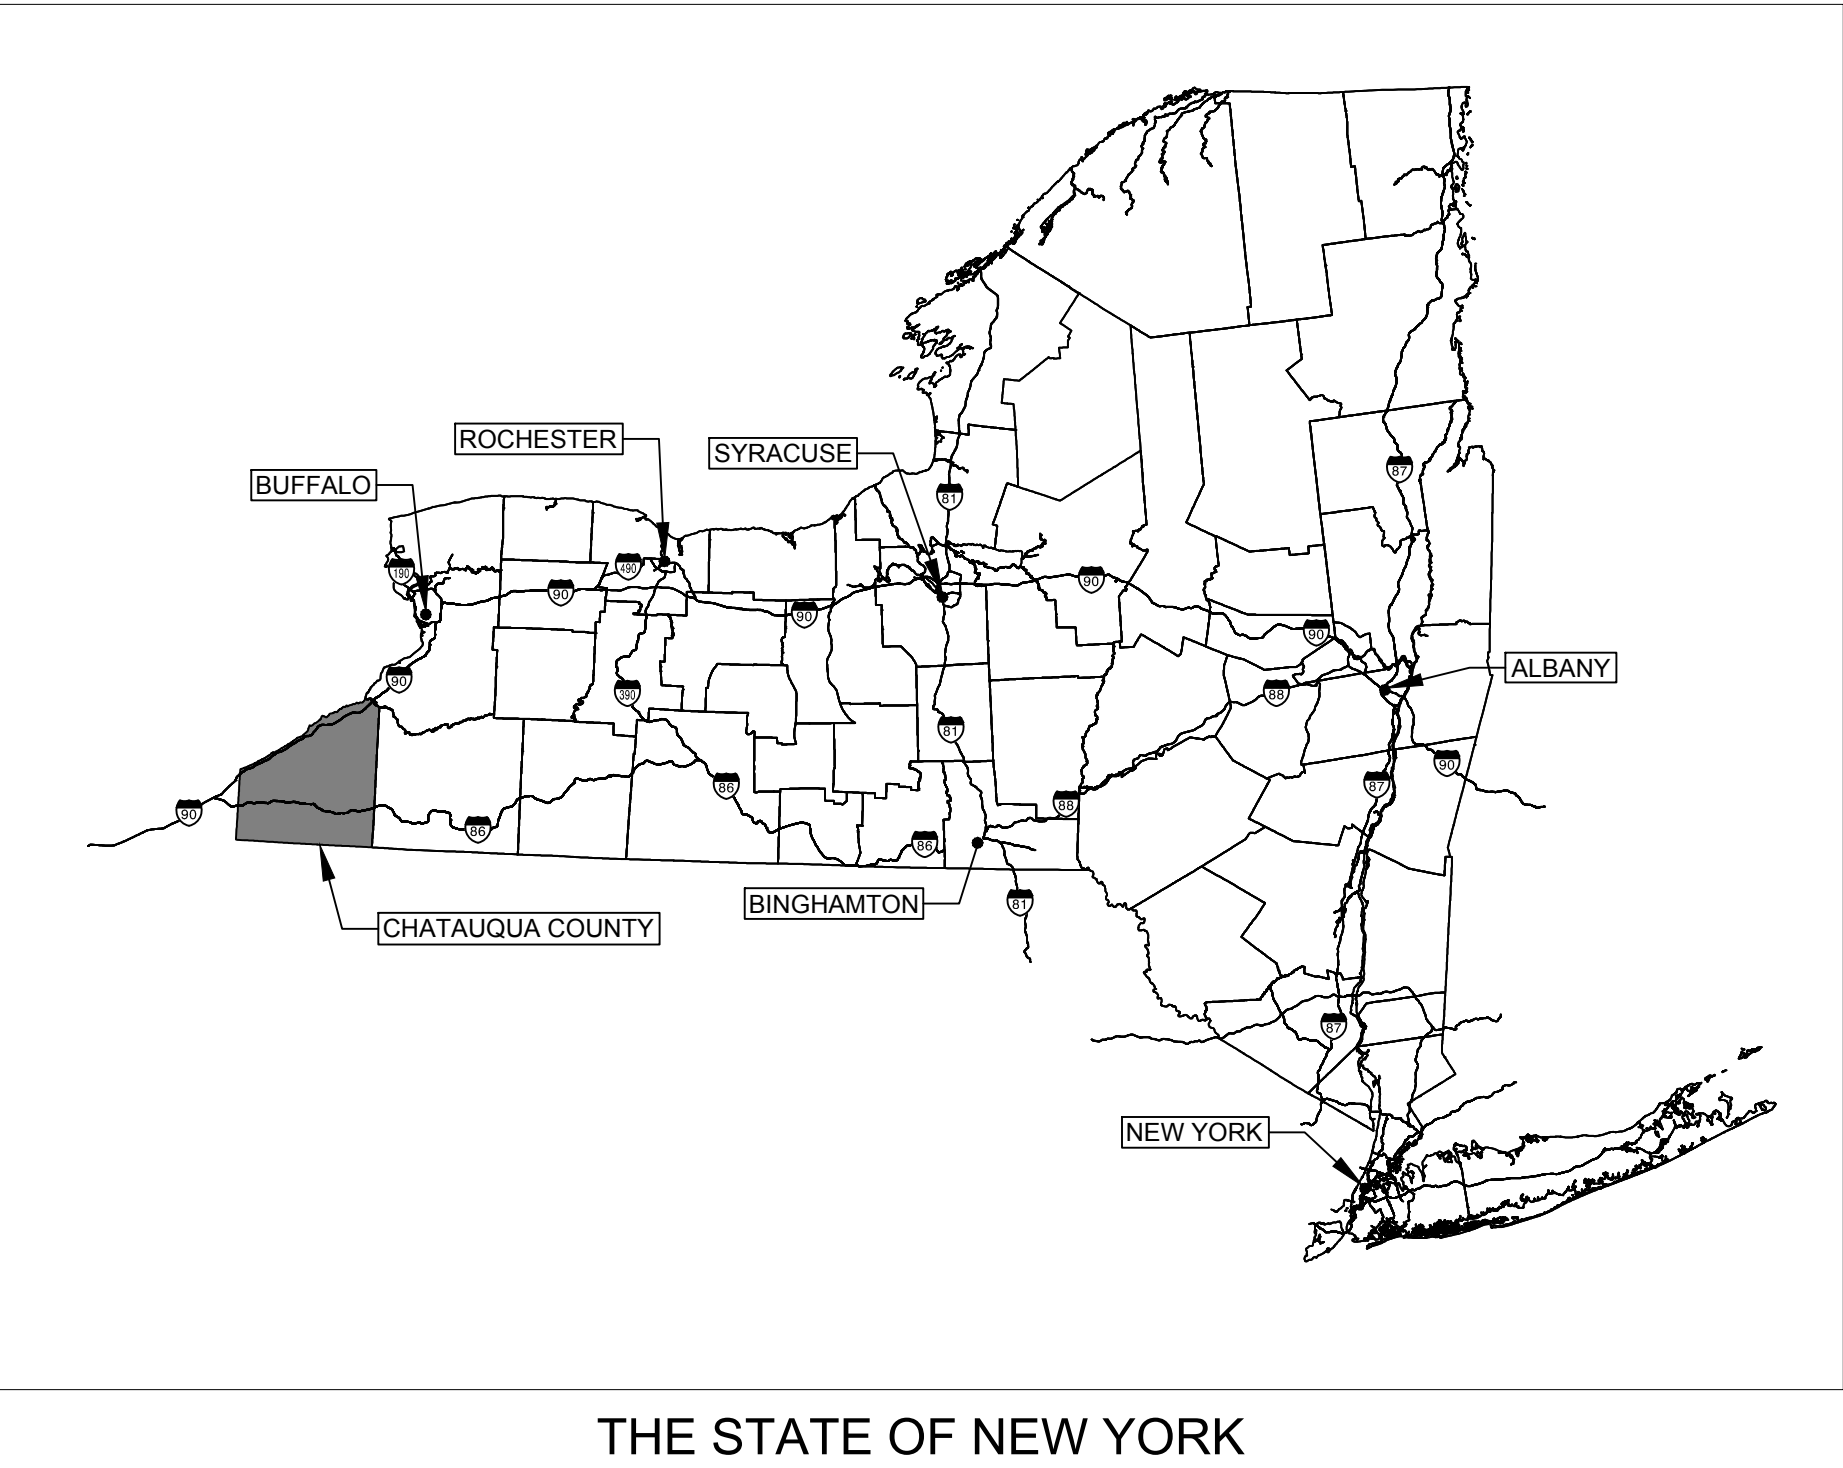 ROCHESTER
SYRACUSE
BUFFALO
87
81
190
490
90
90
90
90
ALBANY
90
390
88
81
90
86
87
88
90
86
86
BINGHAMTON
81
CHATAUQUA COUNTY
87
NEW YORK
THE STATE OF NEW YORK